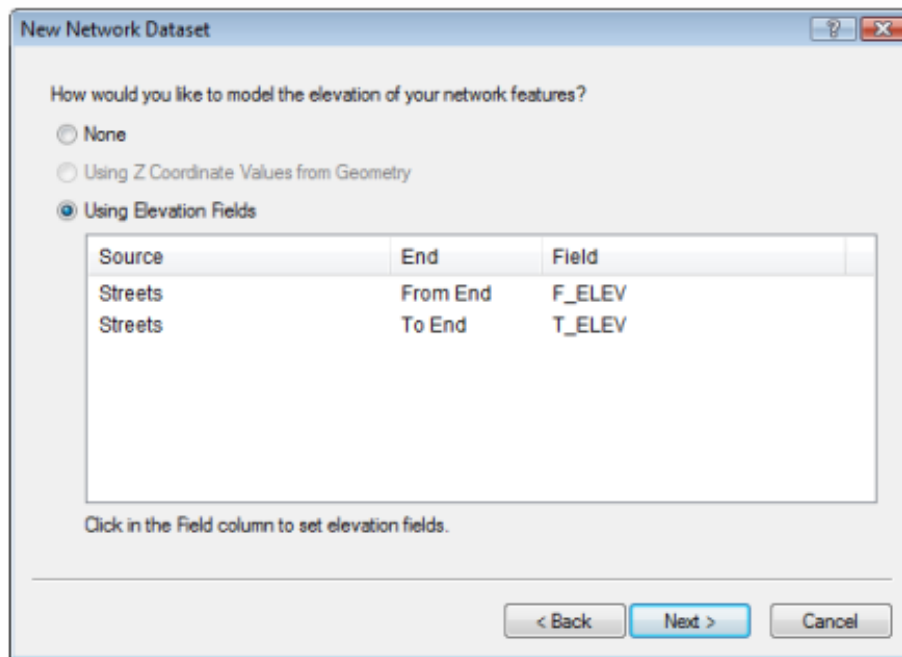 New Network Dataset
How would you like to model the elevation of your network features?
None
Using Z Coordinate Values from Geometry
Using Elevation Fields
Source End Field
Streets From End F_ELEV
Streets To End T_ELEV
Click in the Field column to set elevation fields.
< Back Next > Cancel